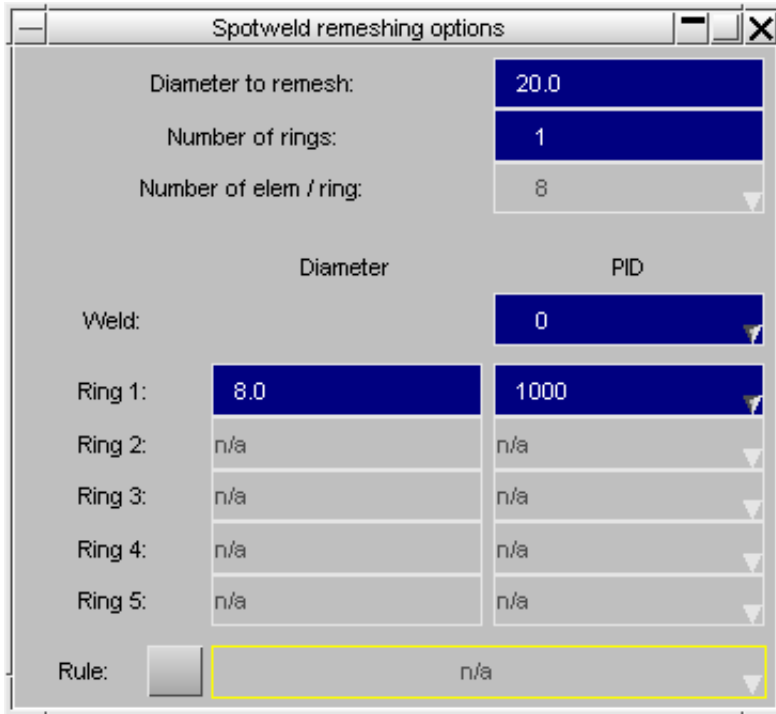 Spotweld remeshing options
Diameter to remesh: 20.0
Number of rings: 1
Number of elem / ring: 8
Diameter PID
Weld: 0
Ring 1: 8.0 1000
Ring 2: n/a n/a
Ring 3: n/a n/a
Ring 4: n/a n/a
Ring 5: n/a n/a
Rule: n/a